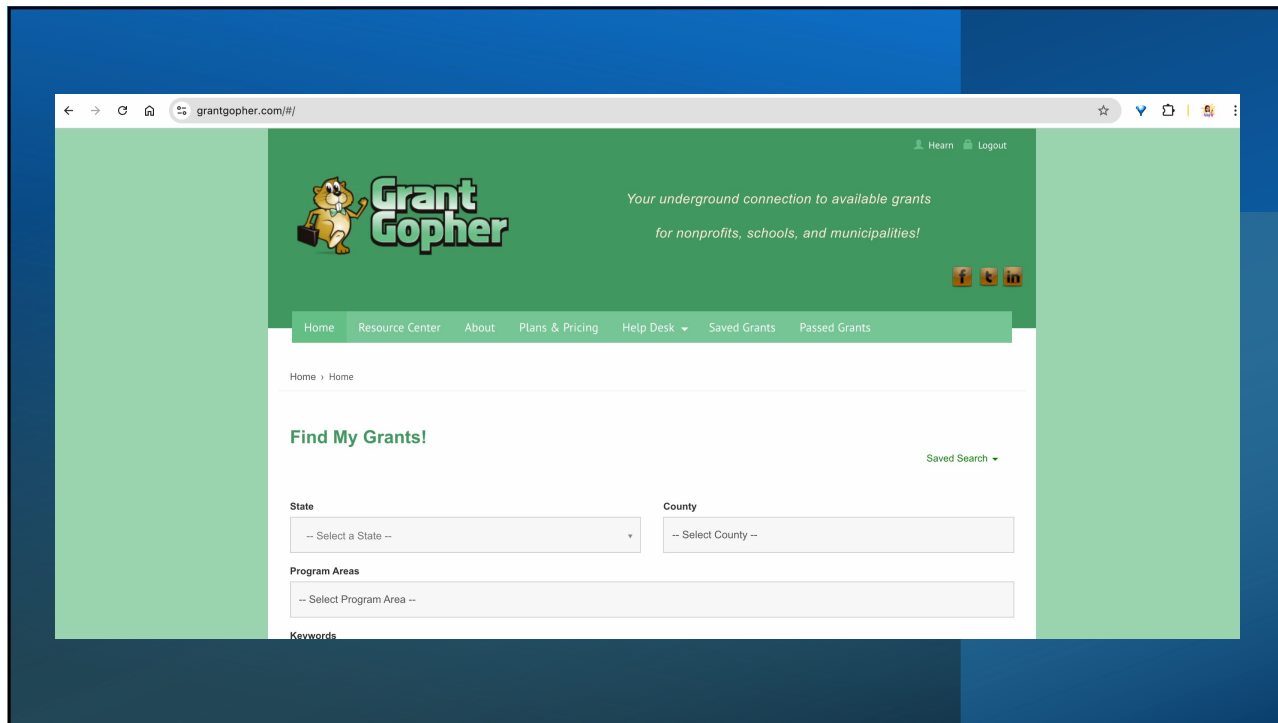 grantgopher.com/#/
Hearn Logout
Grant
Gopher
Your underground connection to available grants
for nonprofits, schools, and municipalities!
f t in
Home Resource Center About Plans & Pricing Help Desk Saved Grants Passed Grants
Home › Home
Find My Grants!
Saved Search
State County
-- Select a State -- -- Select County --
Program Areas
-- Select Program Area --
Keywords